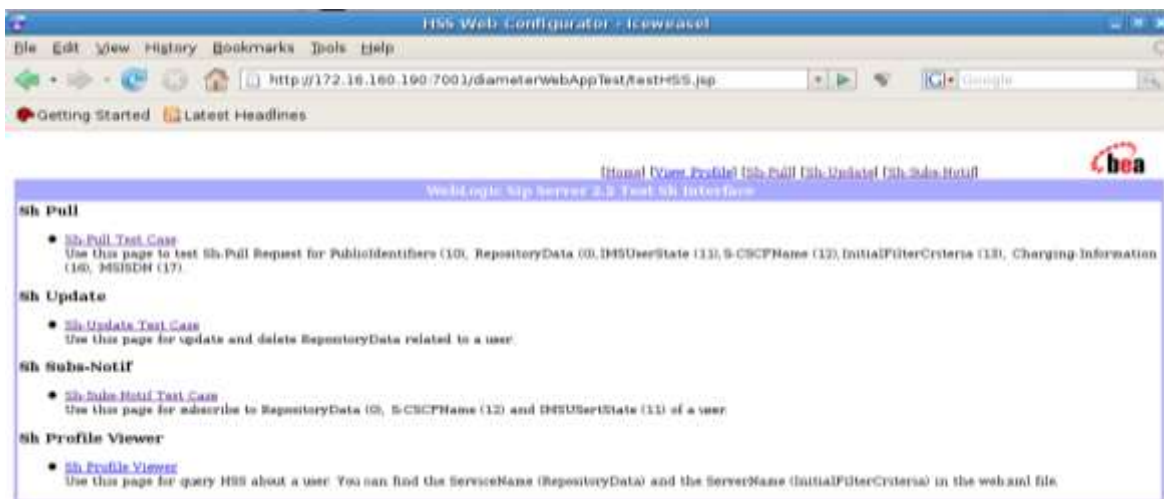 HSS Web Configurator - Iceweasel
File Edit View History Bookmarks Tools Help
http://172.16.160.190:7001/diameterWebAppTest/testHSS.jsp
Google
Getting Started Latest Headlines
[Home] [View Profile] [Sh-Pull] [Sh-Update] [Sh-Subs-Notif]
bea
WebLogic Sip Server 2.2 Test Sh Interface
Sh Pull
Sh-Pull Test Case
Use this page to test Sh-Pull Request for PublicIdentifiers (10), RepositoryData (0), IMSUserState (11), S-CSCFName (12), InitialFilterCriteria (13), Charging-Information
(16), MSISDN (17).
Sh Update
Sh-Update Test Case
Use this page for update and delete RepositoryData related to a user.
Sh Subs-Notif
Sh-Subs-Notif Test Case
Use this page for subscribe to RepositoryData (0), S-CSCFName (12) and IMSUSertState (11) of a user
Sh Profile Viewer
Sh Profile Viewer
Use this page for query HSS about a user. You can find the ServiceName (RepositoryData) and the ServerName (InitialFilterCriteria) in the web.xml file.